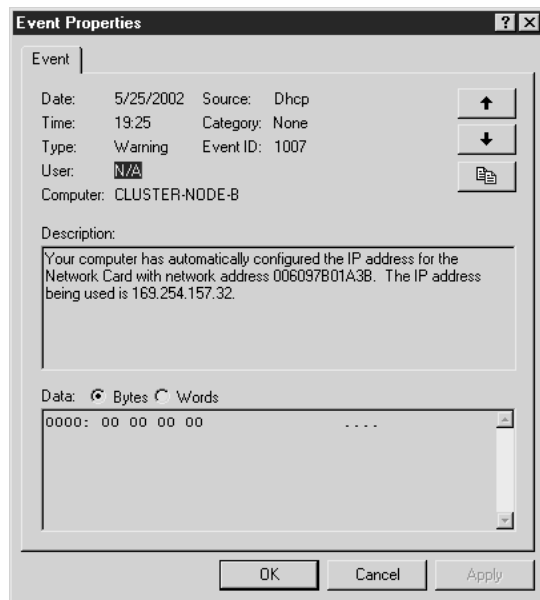 Event Properties
Event
Date: 5/25/2002 Source: Dhcp
Time: 19:25 Category: None
Type: Warning Event ID: 1007
User: N/A
Computer: CLUSTER-NODE-B
Description:
Your computer has automatically configured the IP address for the
Network Card with network address 006097B01A3B.  The IP address
being used is 169.254.157.32.
Data: Bytes Words
0000: 00 00 00 00 ....
OK Cancel Apply